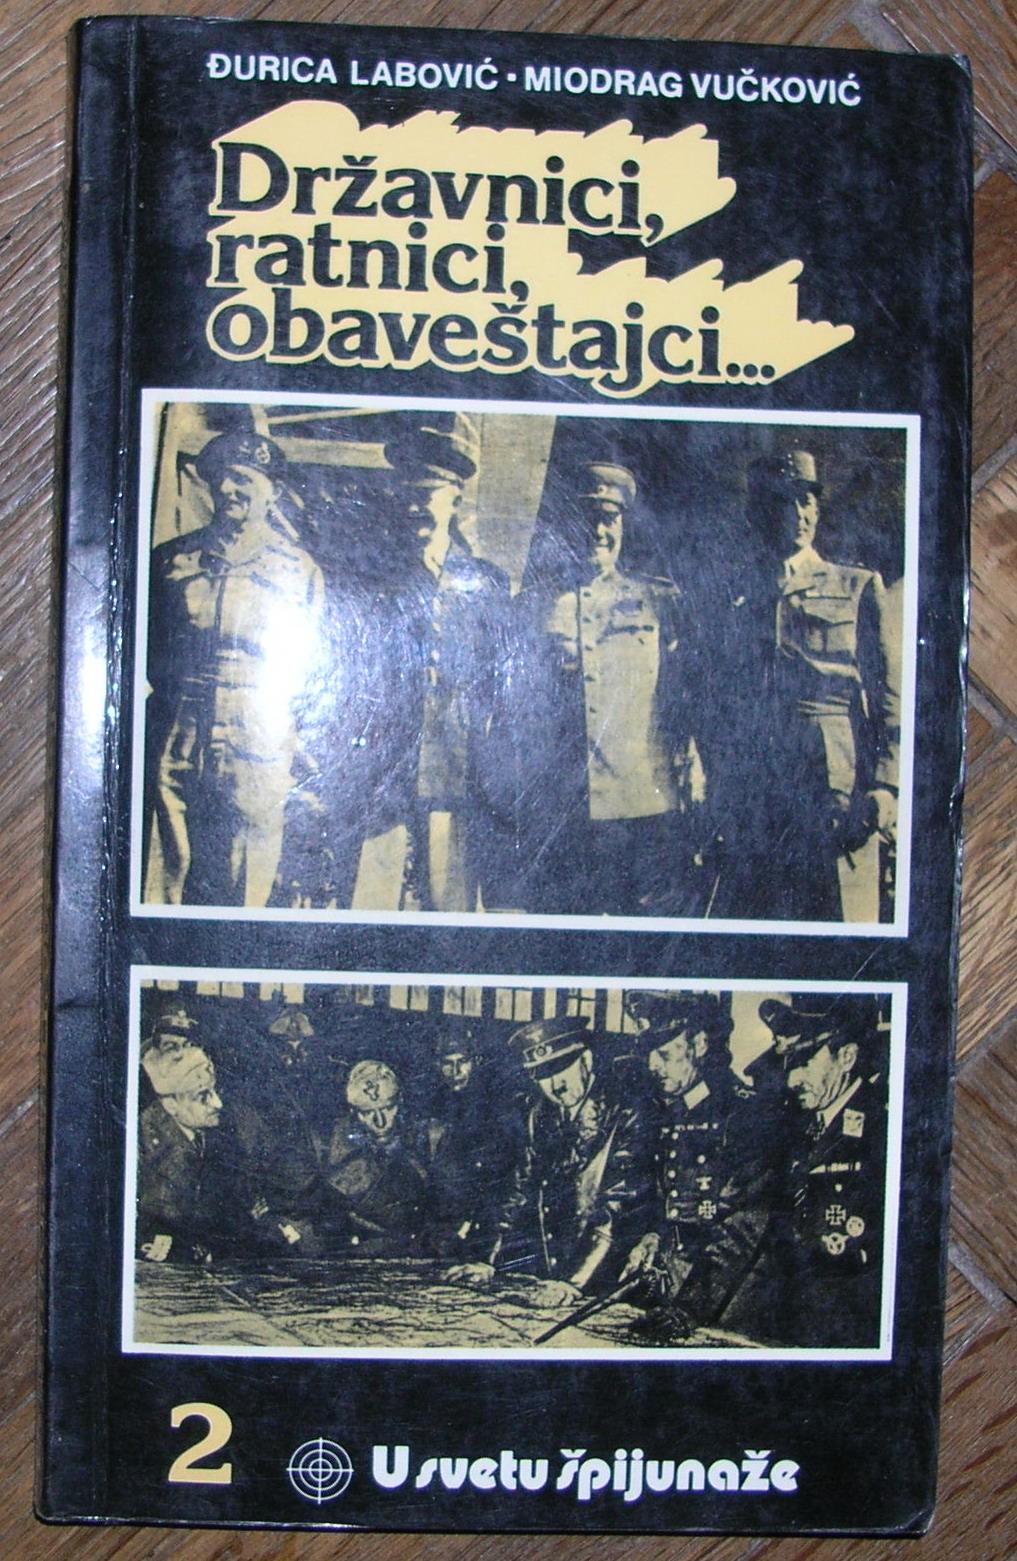 ĐURICA LABOVIĆ · MIODRAG VUČKOVIĆ
Državnici,
ratnici,
obaveštajci...
2
U svetu špijunaže